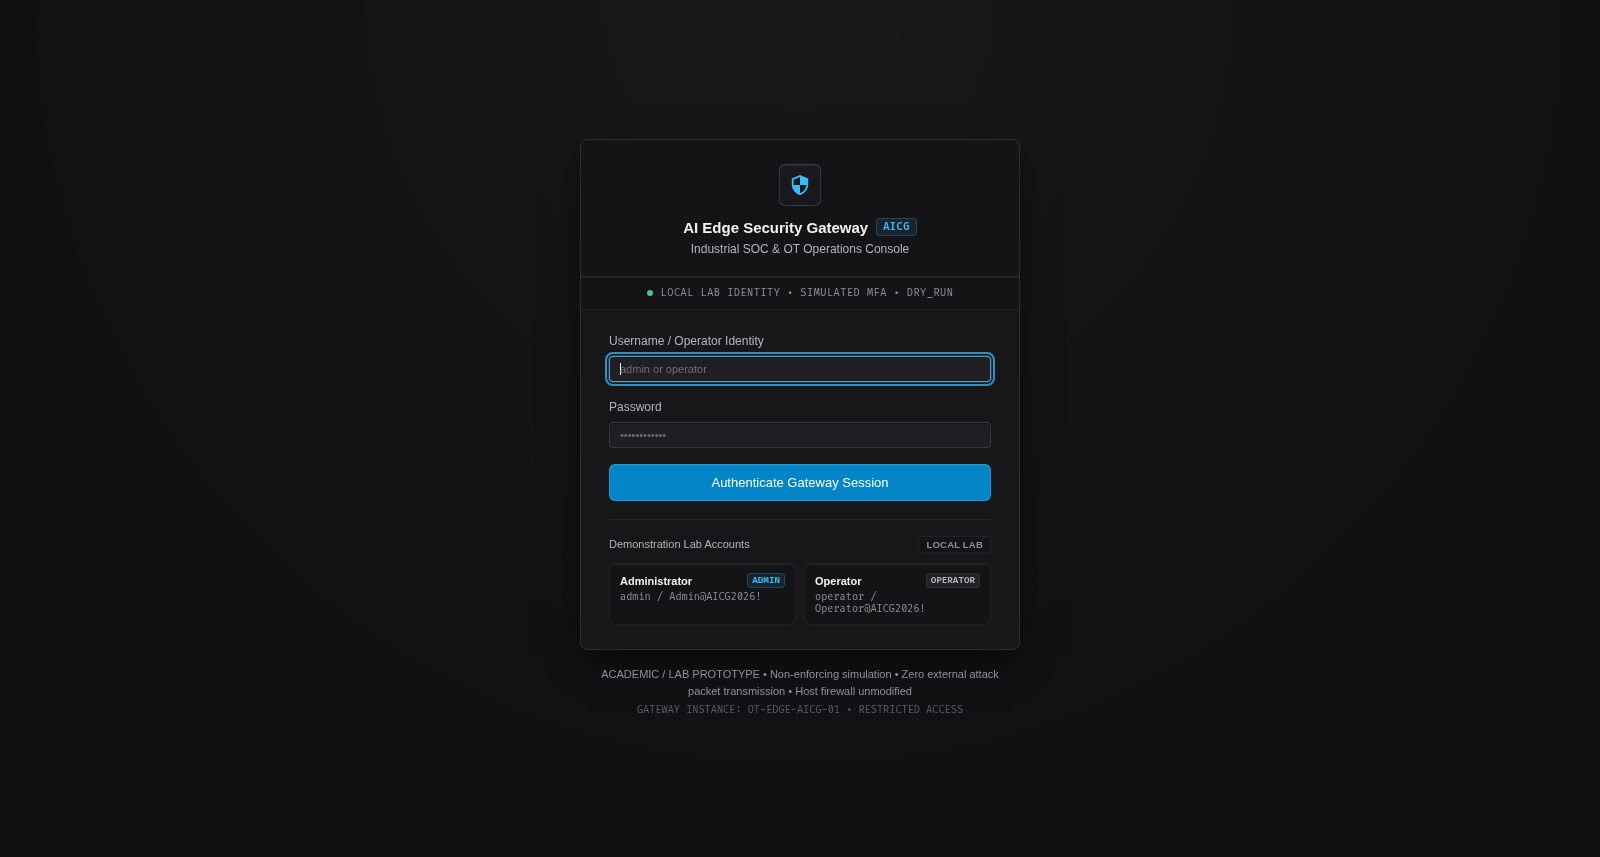 AI Edge Security Gateway AICG
Industrial SOC & OT Operations Console
LOCAL LAB IDENTITY • SIMULATED MFA • DRY_RUN
Username / Operator Identity
admin or operator
Password
••••••••••••
Authenticate Gateway Session
Demonstration Lab Accounts LOCAL LAB
Administrator ADMIN
admin / Admin@AICG2026!
Operator OPERATOR
operator /
Operator@AICG2026!
ACADEMIC / LAB PROTOTYPE • Non-enforcing simulation • Zero external attack
packet transmission • Host firewall unmodified
GATEWAY INSTANCE: OT-EDGE-AICG-01 • RESTRICTED ACCESS